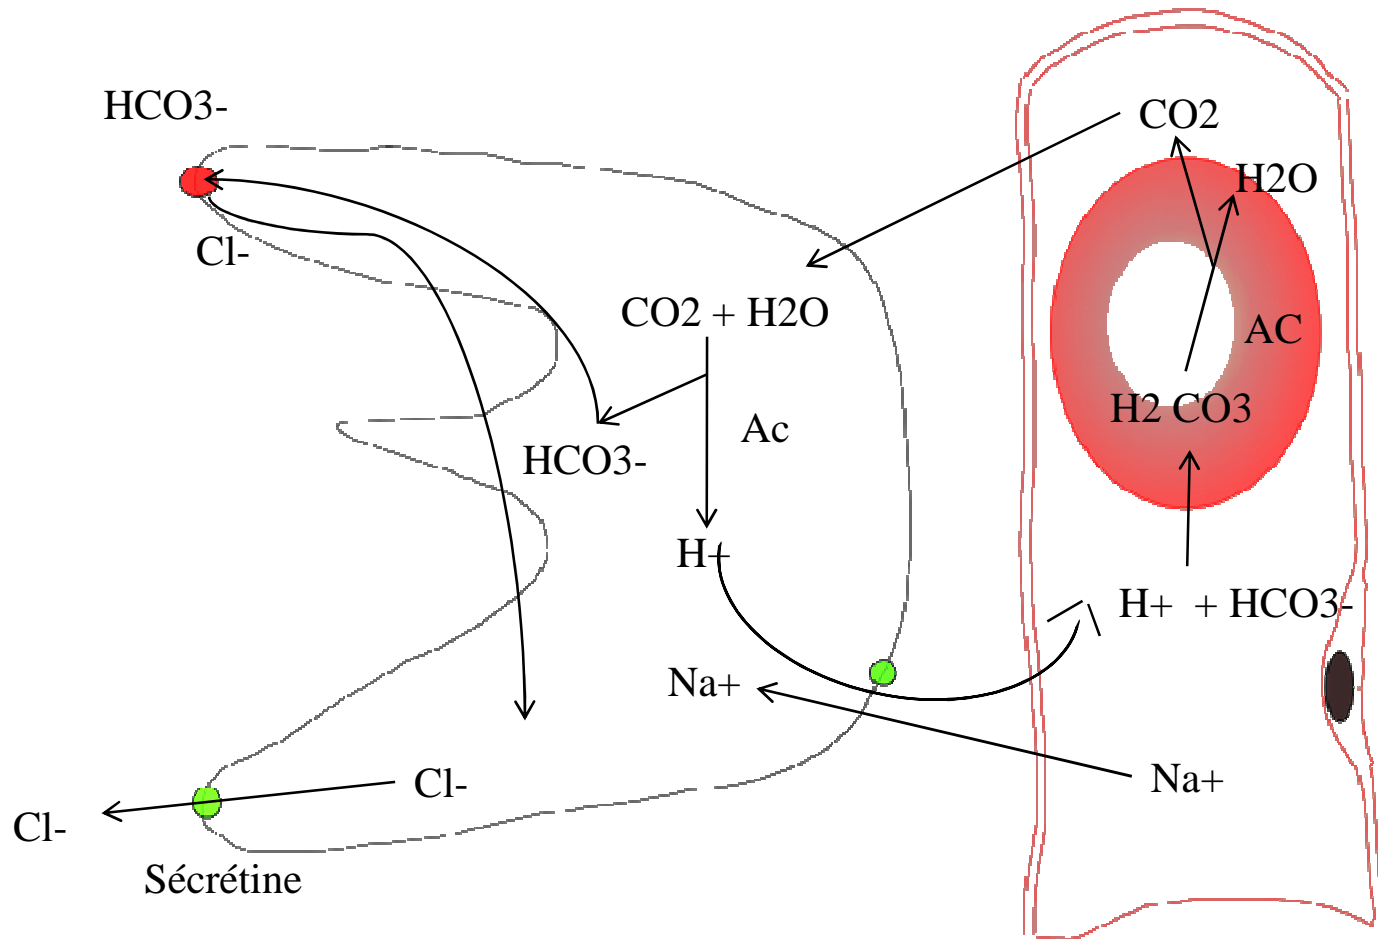 HCO3-
CO2
H2O
Cl-
CO2 + H2O
AC
H2 CO3
Ac
HCO3-
H+
H+ + HCO3-
Na+
Na+
Cl-
Cl-
Sécrétine